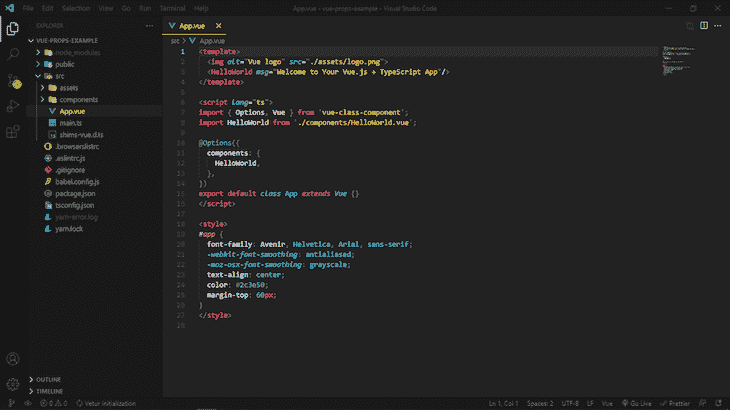 File Edit Selection View Go Run Terminal Help
App.vue - vue-props-example - Visual Studio Code
EXPLORER
VUE-PROPS-EXAMPLE
node_modules
public
src
assets
components
App.vue
main.ts
shims-vue.d.ts
.browserslistrc
.eslintrc.js
.gitignore
babel.config.js
package.json
tsconfig.json
yarn-error.log
yarn.lock
OUTLINE
TIMELINE
App.vue
src > App.vue
1 <template>
2 <img alt="Vue logo" src="./assets/logo.png">
3 <HelloWorld msg="Welcome to Your Vue.js + TypeScript App"/>
4 </template>
5
6 <script lang="ts">
7 import { Options, Vue } from 'vue-class-component';
8 import HelloWorld from './components/HelloWorld.vue';
9
10 @Options({
11 components: {
12 HelloWorld,
13 },
14 })
15 export default class App extends Vue {}
16 </script>
17
18 <style>
19 #app {
20 font-family: Avenir, Helvetica, Arial, sans-serif;
21 -webkit-font-smoothing: antialiased;
22 -moz-osx-font-smoothing: grayscale;
23 text-align: center;
24 color: #2c3e50;
25 margin-top: 60px;
26 }
27 </style>
28
0 0 Vetur initialization
Ln 1, Col 1 Spaces: 2 UTF-8 LF Vue Go Live Prettier